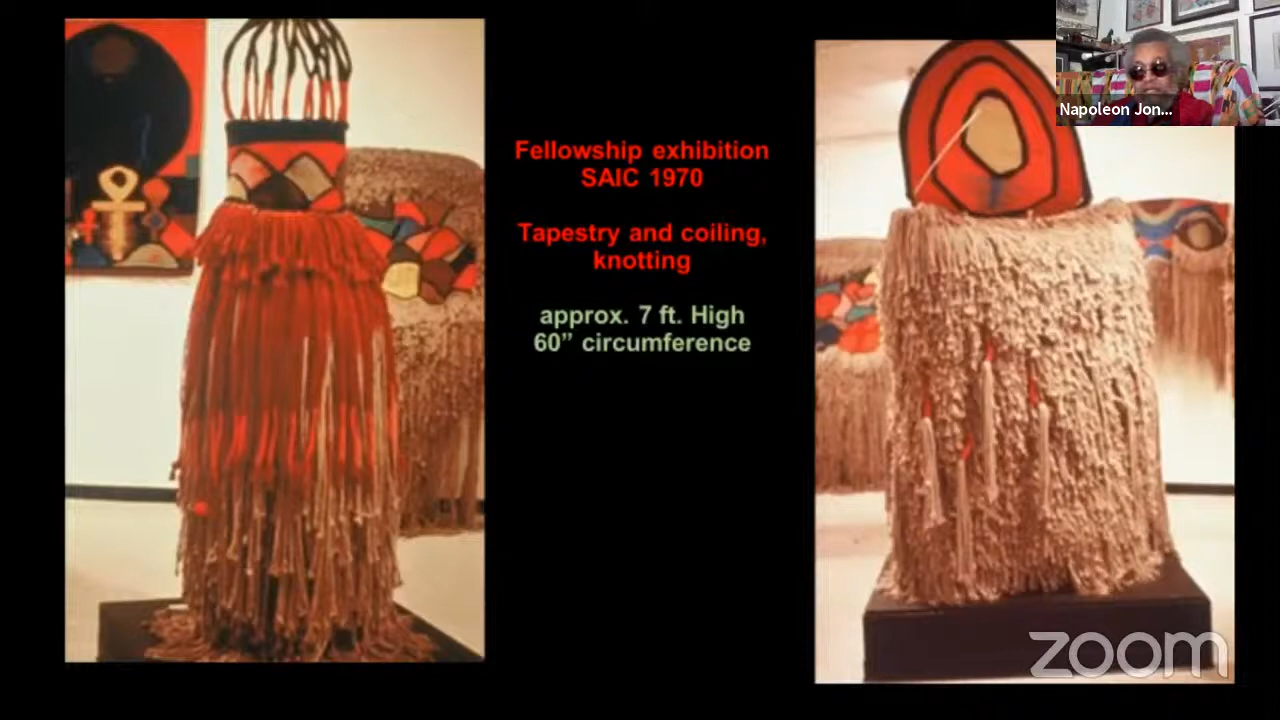 Fellowship exhibition
SAIC 1970
Tapestry and coiling,
knotting
approx. 7 ft. High
60” circumference
Napoleon Jon...
zoom